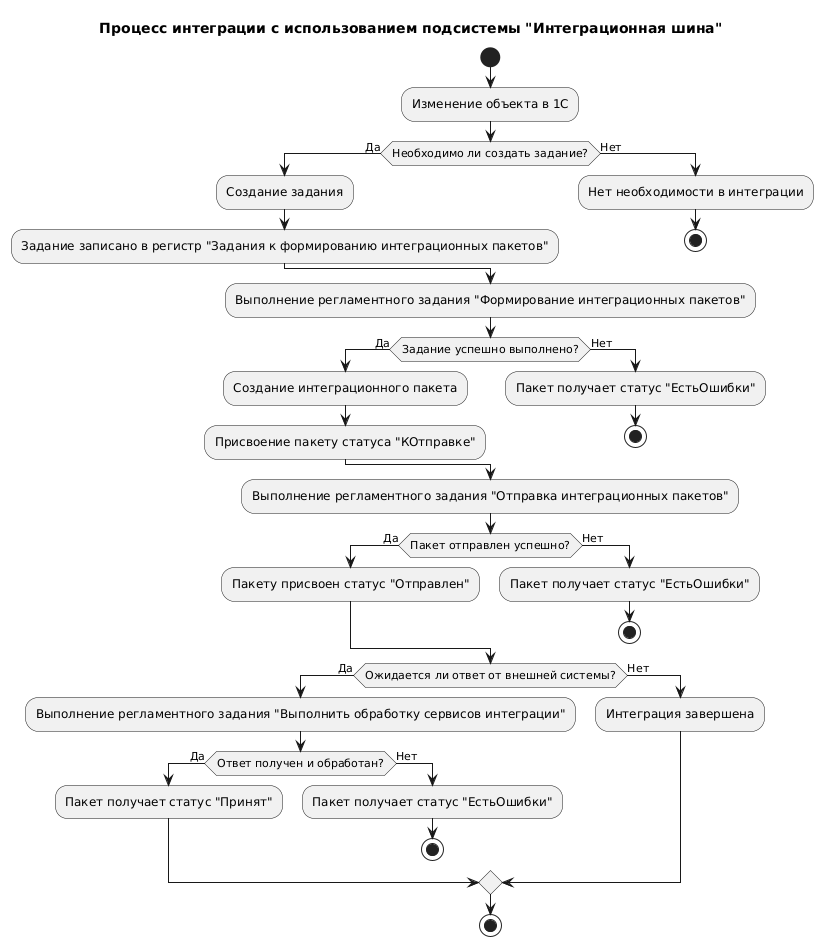 Процесс интеграции с использованием подсистемы "Интеграционная шина"
Изменение объекта в 1С
Да
Необходимо ли создать задание?
Нет
Создание задания
Нет необходимости в интеграции
Задание записано в регистр "Задания к формированию интеграционных пакетов"
Выполнение регламентного задания "Формирование интеграционных пакетов"
Да
Задание успешно выполнено?
Нет
Создание интеграционного пакета
Пакет получает статус "ЕстьОшибки"
Присвоение пакету статуса "КОтправке"
Выполнение регламентного задания "Отправка интеграционных пакетов"
Да
Пакет отправлен успешно?
Нет
Пакету присвоен статус "Отправлен"
Пакет получает статус "ЕстьОшибки"
Да
Ожидается ли ответ от внешней системы?
Нет
Выполнение регламентного задания "Выполнить обработку сервисов интеграции"
Интеграция завершена
Да
Ответ получен и обработан?
Нет
Пакет получает статус "Принят"
Пакет получает статус "ЕстьОшибки"